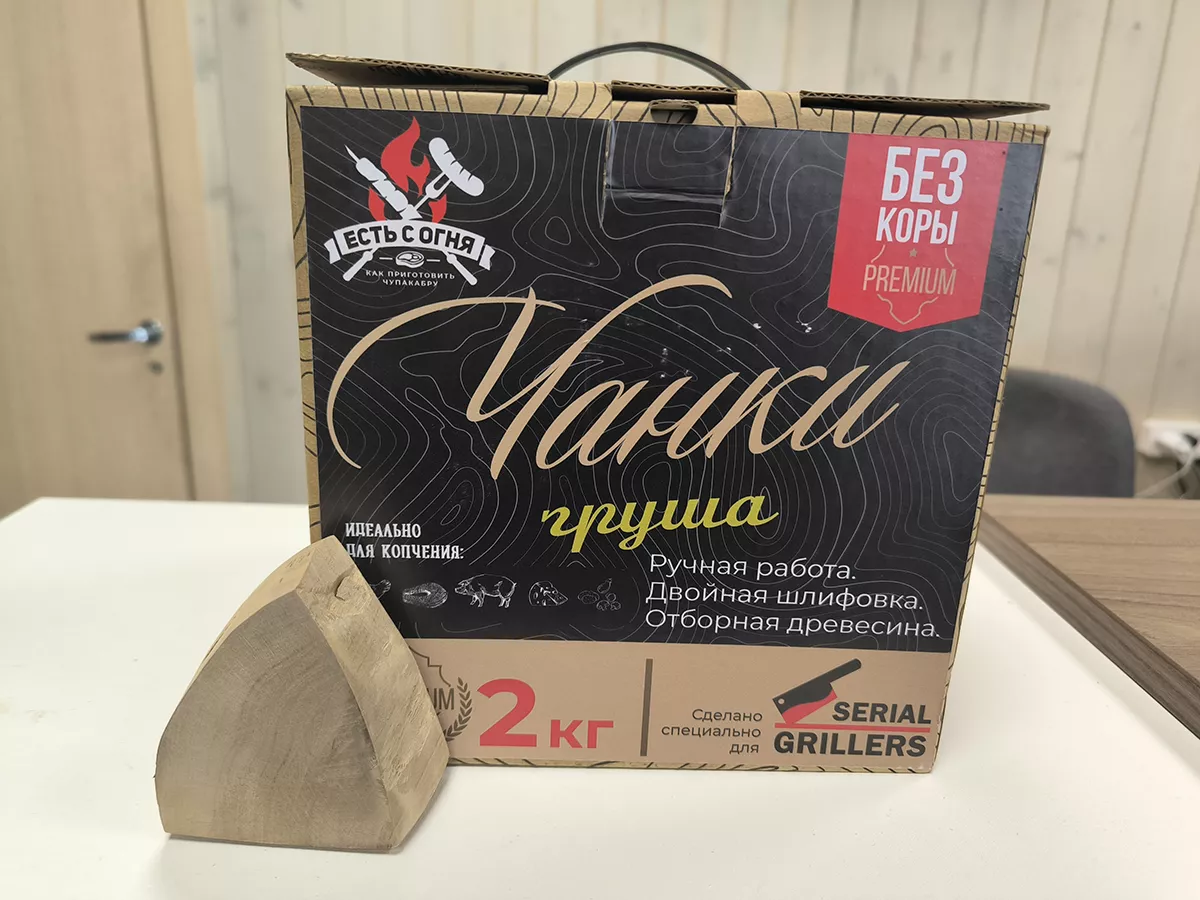 ЕСТЬ С ОГНЯ
КАК ПРИГОТОВИТЬ
ЧУПАКАБРУ
БЕЗ
КОРЫ
PREMIUM
Чанки
груша
ИДЕАЛЬНО
ДЛЯ КОПЧЕНИЯ:
Ручная работа.
Двойная шлифовка.
Отборная древесина.
2 кг
Сделано
специально
для
SERIAL
GRILLERS